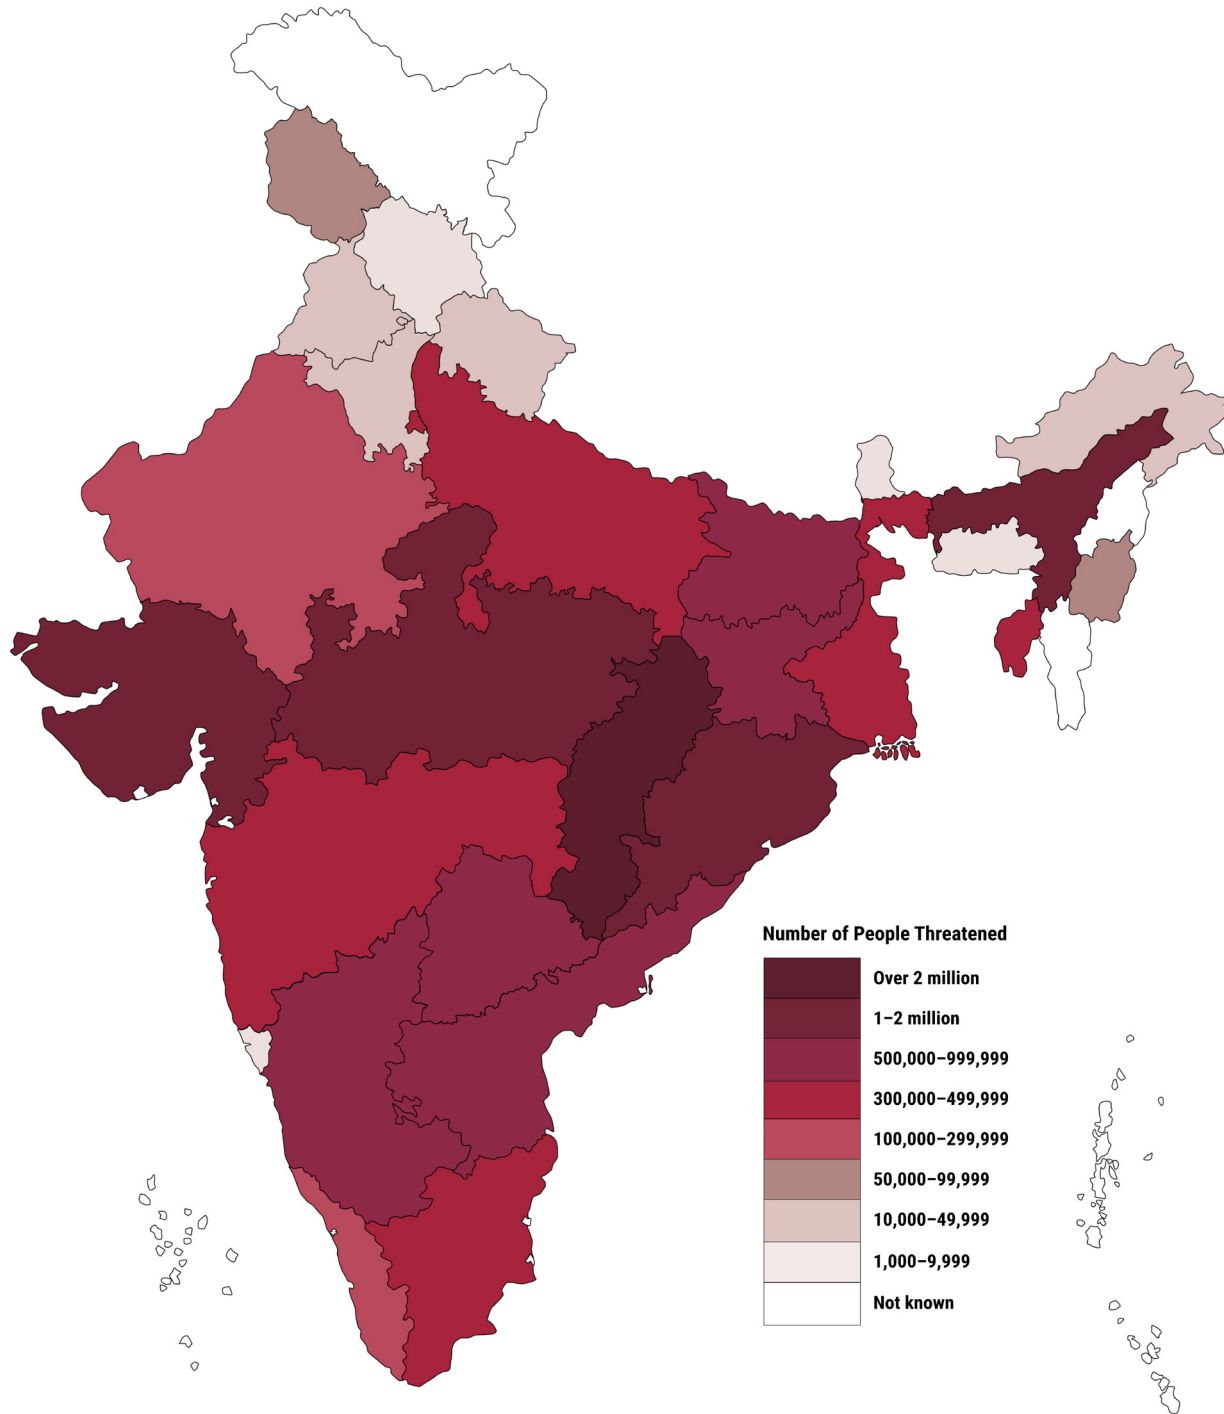 Number of People Threatened
Over 2 million
1–2 million
500,000–999,999
300,000–499,999
100,000–299,999
50,000–99,999
10,000–49,999
1,000–9,999
Not known